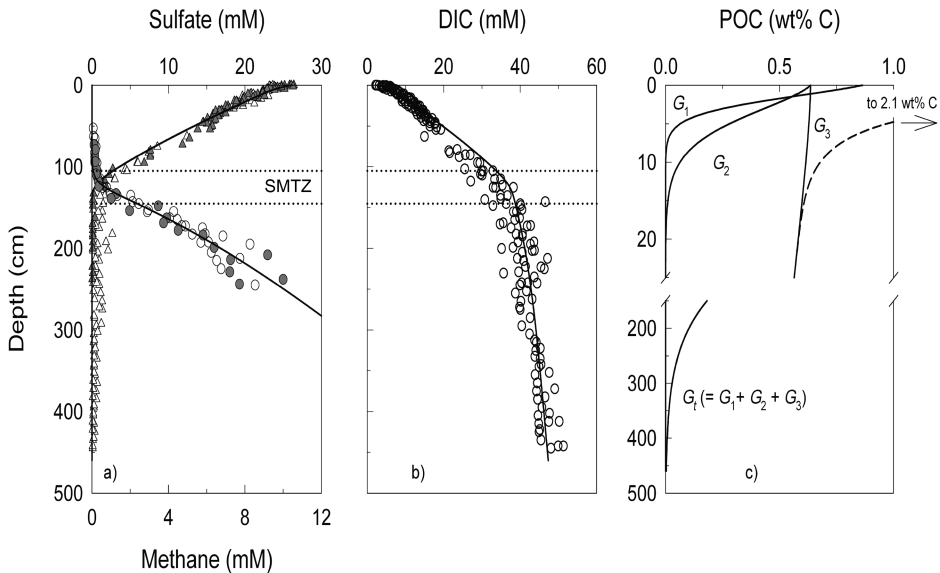 Sulfate (mM)
DIC (mM)
POC (wt% C)
0 10 20 30
0 20 40 60
0.0 0.5 1.0
0
100
200
300
400
500
Depth (cm)
SMTZ
a)
0 4 8 12
Methane (mM)
b)
to 2.1 wt% C
G1
G2
G3
0
10
20
200
300
400
500
Gt (= G1 + G2 + G3)
c)